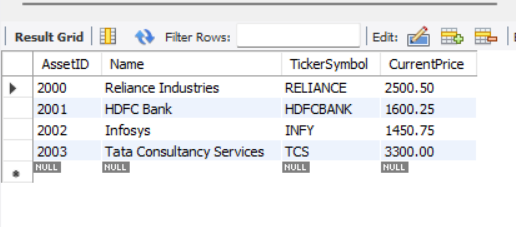 Result Grid Filter Rows: Edit:
AssetID Name TickerSymbol CurrentPrice
2000 Reliance Industries RELIANCE 2500.50
2001 HDFC Bank HDFCBANK 1600.25
2002 Infosys INFY 1450.75
2003 Tata Consultancy Services TCS 3300.00
NULL NULL NULL NULL